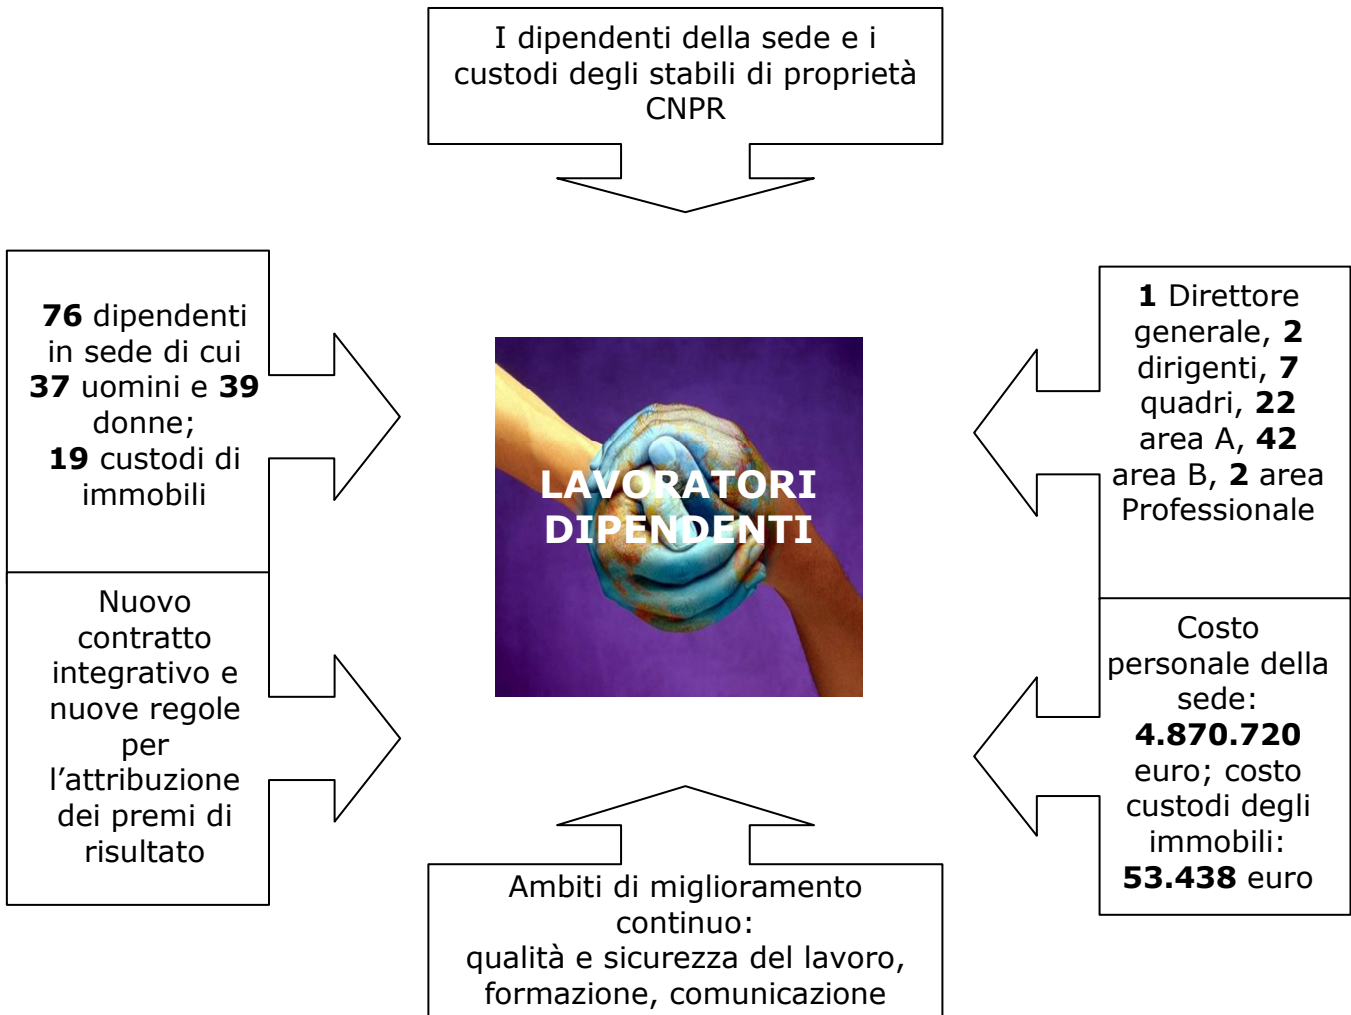 I dipendenti della sede e i
custodi degli stabili di proprietà
CNPR
76 dipendenti
in sede di cui
37 uomini e 39
donne;
19 custodi di
immobili
1 Direttore
generale, 2
dirigenti, 7
quadri, 22
area A, 42
area B, 2 area
Professionale
LAVORATORI
DIPENDENTI
Nuovo
contratto
integrativo e
nuove regole
per
l'attribuzione
dei premi di
risultato
Costo
personale della
sede:
4.870.720
euro; costo
custodi degli
immobili:
53.438 euro
Ambiti di miglioramento
continuo:
qualità e sicurezza del lavoro,
formazione, comunicazione